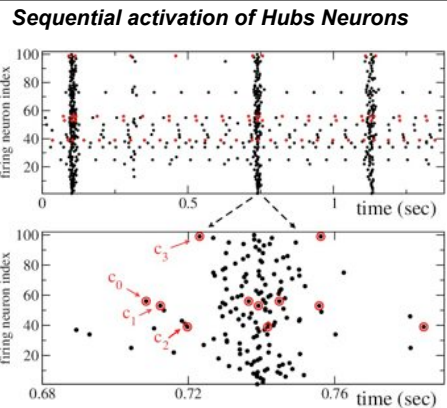 Sequential activation of Hubs Neurons
firing neuron index
100
80
60
40
20
0
0.5
1
time (sec)
firing neuron index
100
80
60
40
20
c3
c0
c1
c2
0.68
0.72
0.76
time (sec)